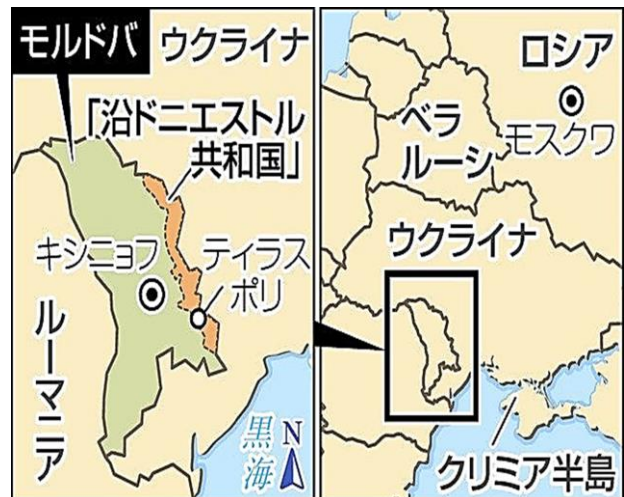 モルドバ
ウクライナ
「沿ドニエストル
共和国」
キシニョフ
ティラス
ポリ
ルーマニア
黒海
N
ロシア
モスクワ
ベラ
ルーシ
ウクライナ
クリミア半島